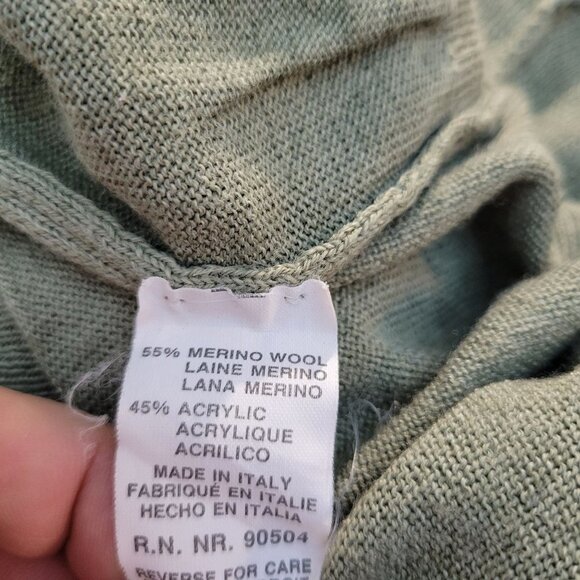 55% MERINO WOOL
LAINE MERINO
LANA MERINO
45% ACRYLIC
ACRYLIQUE
ACRILICO
MADE IN ITALY
FABRIQUÉ EN ITALIE
HECHO EN ITALIA
R.N. NR. 90504
REVERSE FOR CARE